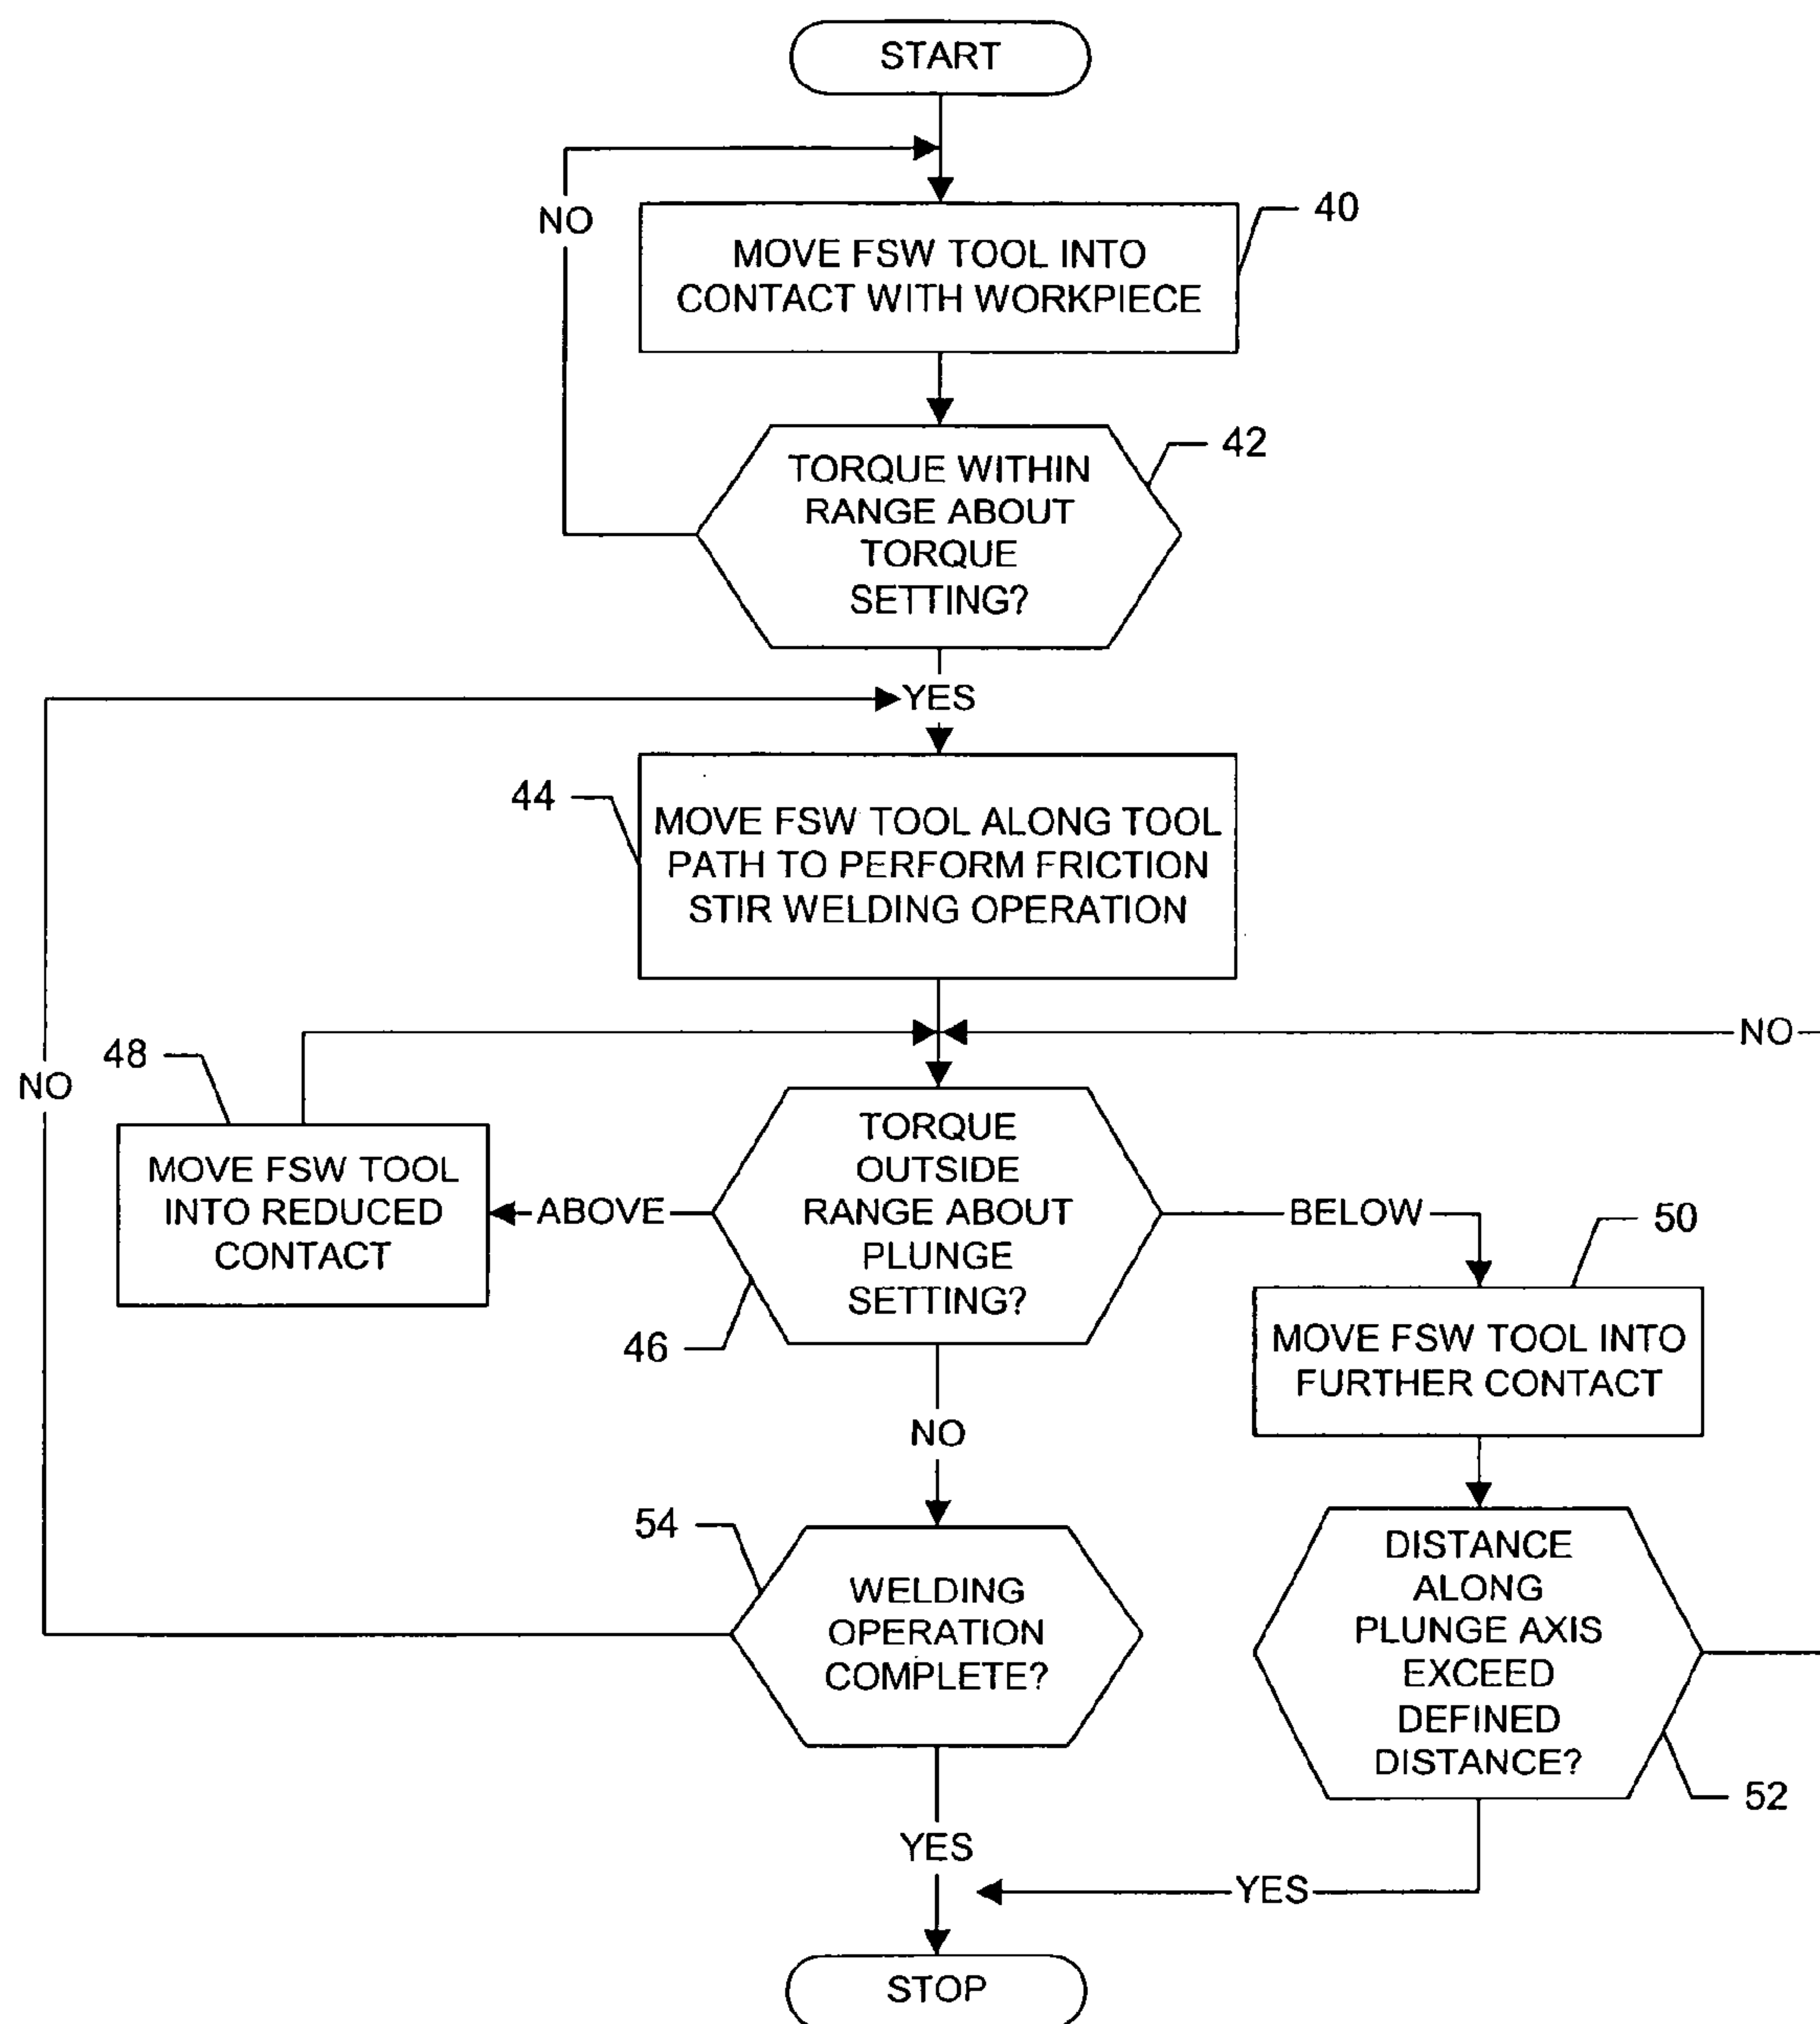 START
NO
40
MOVE FSW TOOL INTO
CONTACT WITH WORKPIECE
42
TORQUE WITHIN
RANGE ABOUT
TORQUE
SETTING?
YES
44
MOVE FSW TOOL ALONG TOOL
PATH TO PERFORM FRICTION
STIR WELDING OPERATION
NO
48
NO
MOVE FSW TOOL
INTO REDUCED
CONTACT
ABOVE
TORQUE
OUTSIDE
RANGE ABOUT
PLUNGE
SETTING?
46
BELOW
50
MOVE FSW TOOL INTO
FURTHER CONTACT
NO
54
WELDING
OPERATION
COMPLETE?
DISTANCE
ALONG
PLUNGE AXIS
EXCEED
DEFINED
DISTANCE?
52
YES
YES
STOP